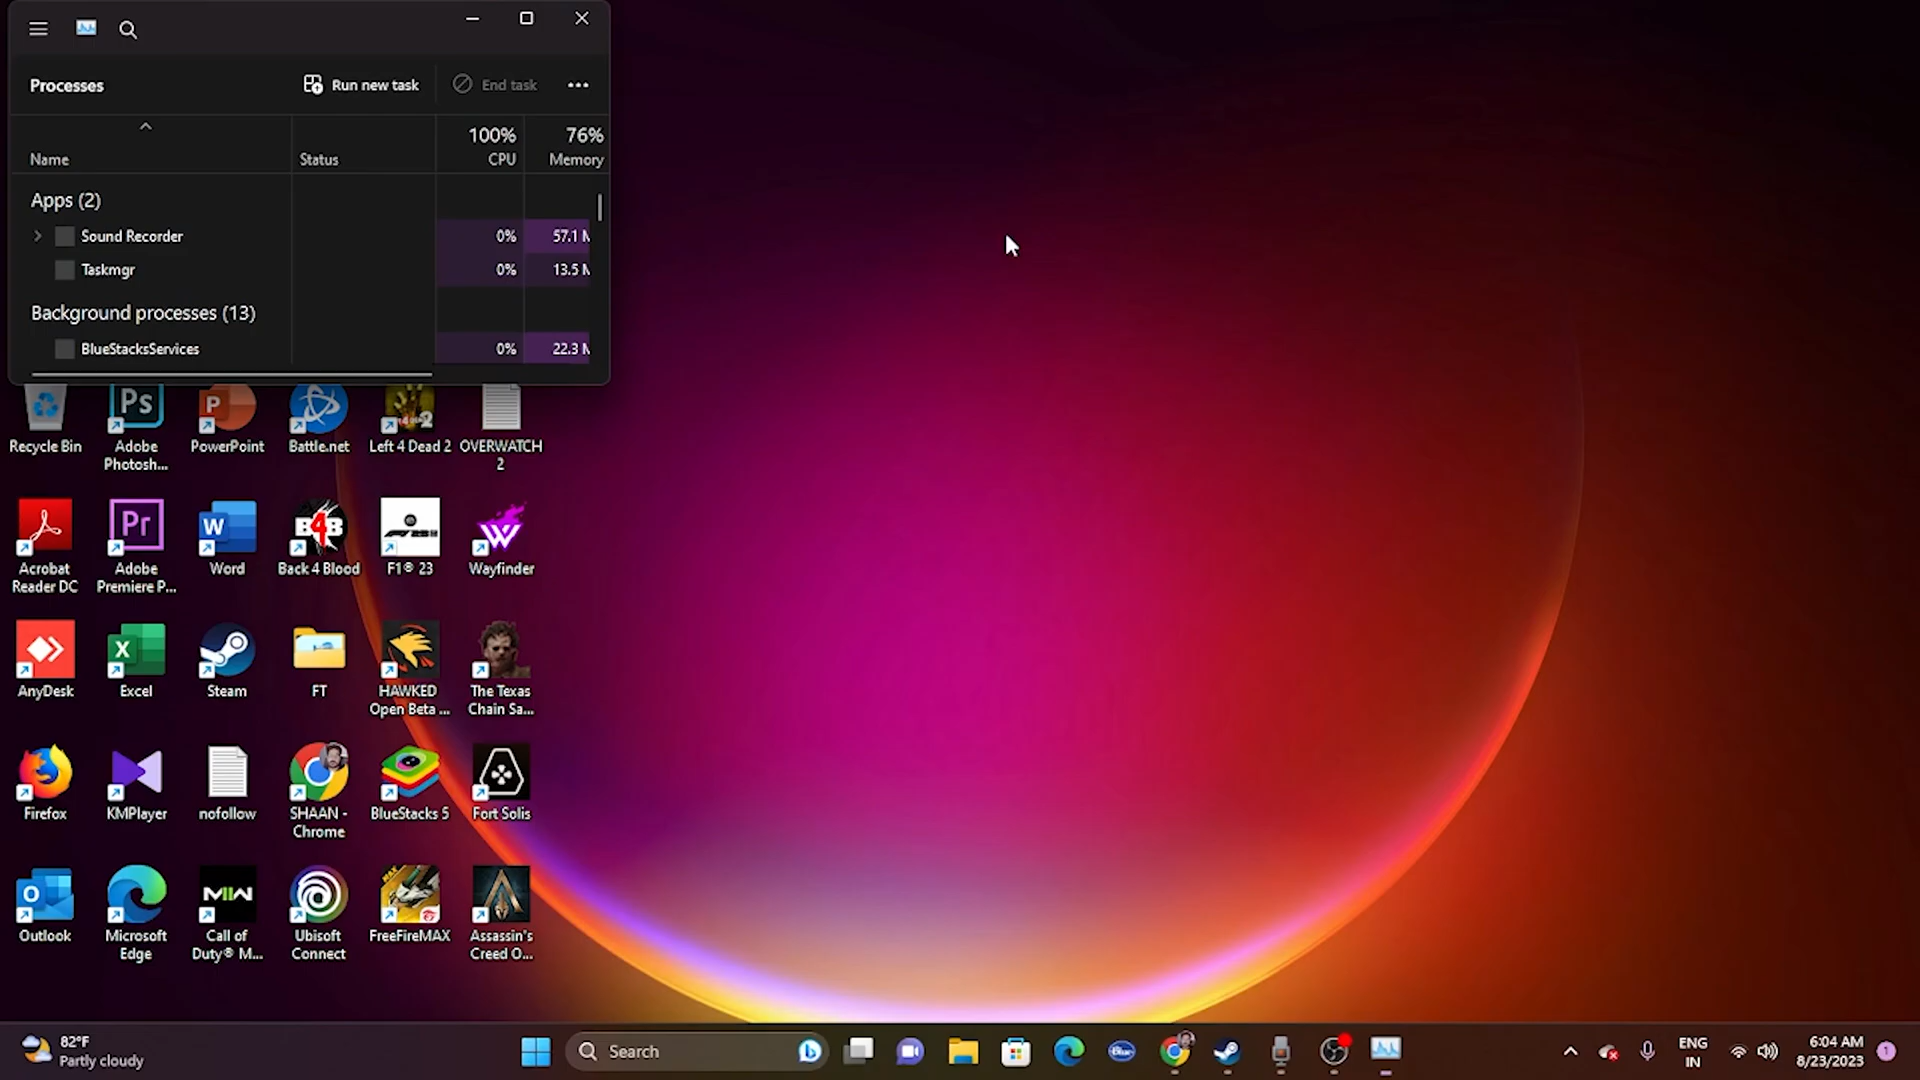 Processes
Run new task
End task
100%
76%
Name
Status
CPU
Memory
Apps (2)
Sound Recorder
0%
57.1 M
Taskmgr
0%
13.5 M
Background processes (13)
BlueStacksServices
0%
22.3 M
Recycle Bin
Adobe
Photosh...
PowerPoint
Battle.net
Left 4 Dead 2
OVERWATCH
2
Acrobat
Reader DC
Adobe
Premiere P...
Word
Back 4 Blood
F1® 23
Wayfinder
AnyDesk
Excel
Steam
FT
HAWKED
Open Beta ...
The Texas
Chain Sa...
Firefox
KMPlayer
nofollow
SHAAN -
Chrome
BlueStacks 5
Fort Solis
Outlook
Microsoft
Edge
Call of
Duty® M...
Ubisoft
Connect
FreeFireMAX
Assassin's
Creed O...
82°F
Partly cloudy
Search
ENG
IN
6:04 AM
8/23/2023
1